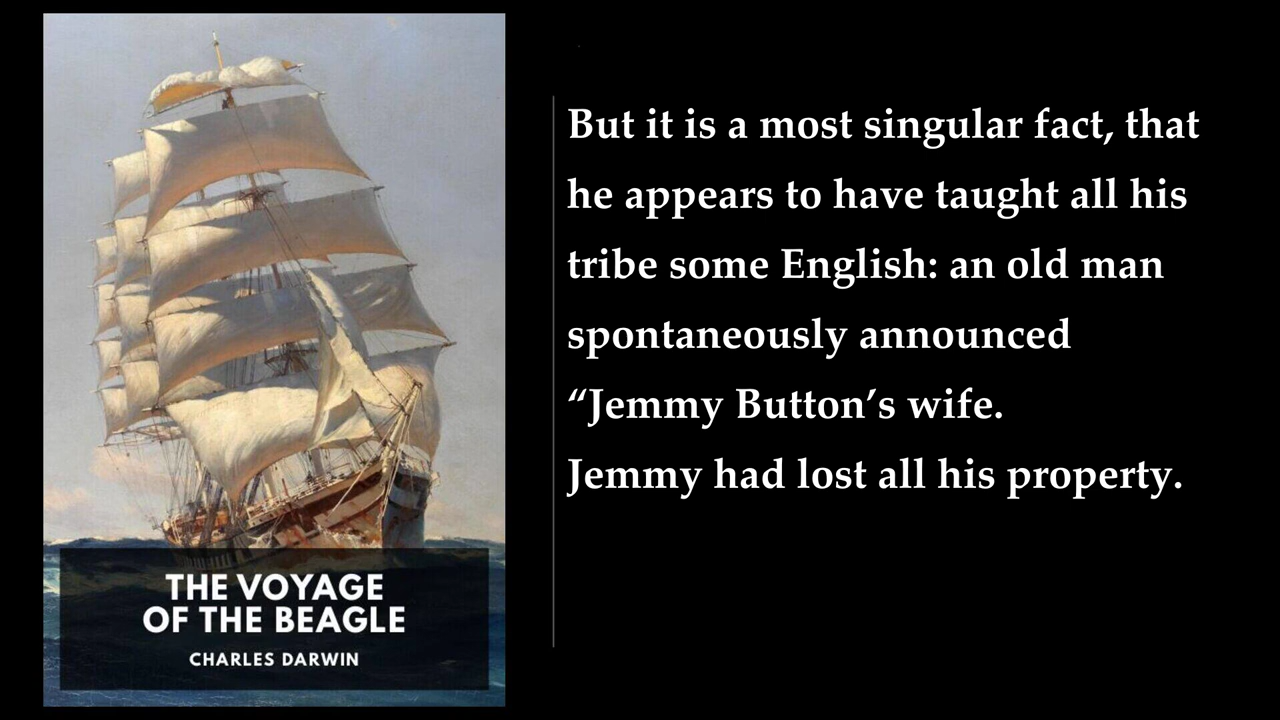 THE VOYAGE
OF THE BEAGLE
CHARLES DARWIN
But it is a most singular fact, that
he appears to have taught all his
tribe some English: an old man
spontaneously announced
“Jemmy Button’s wife.
Jemmy had lost all his property.